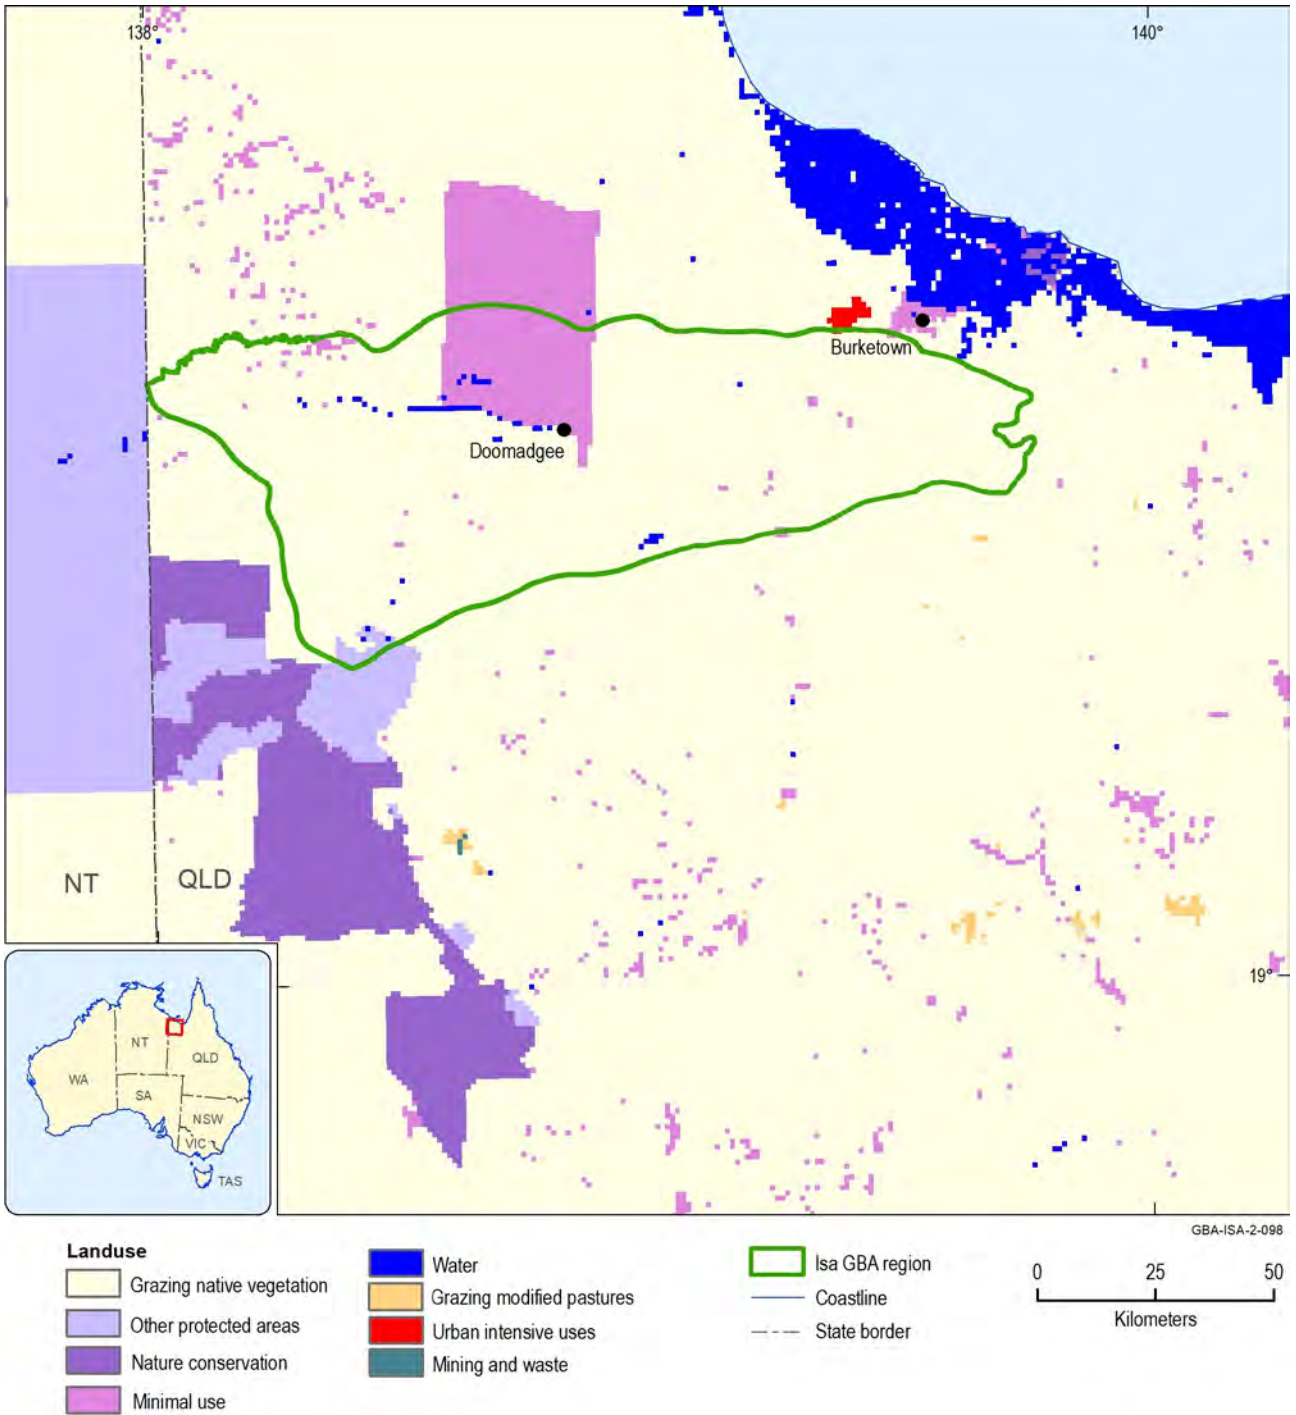 138°
140°
Burketown
Doomadgee
NT
QLD
19°
NT
QLD
WA
SA
NSW
VIC
TAS
GBA-ISA-2-098
Landuse
Grazing native vegetation
Other protected areas
Nature conservation
Minimal use
Water
Grazing modified pastures
Urban intensive uses
Mining and waste
Isa GBA region
Coastline
State border
0 25 50
Kilometers